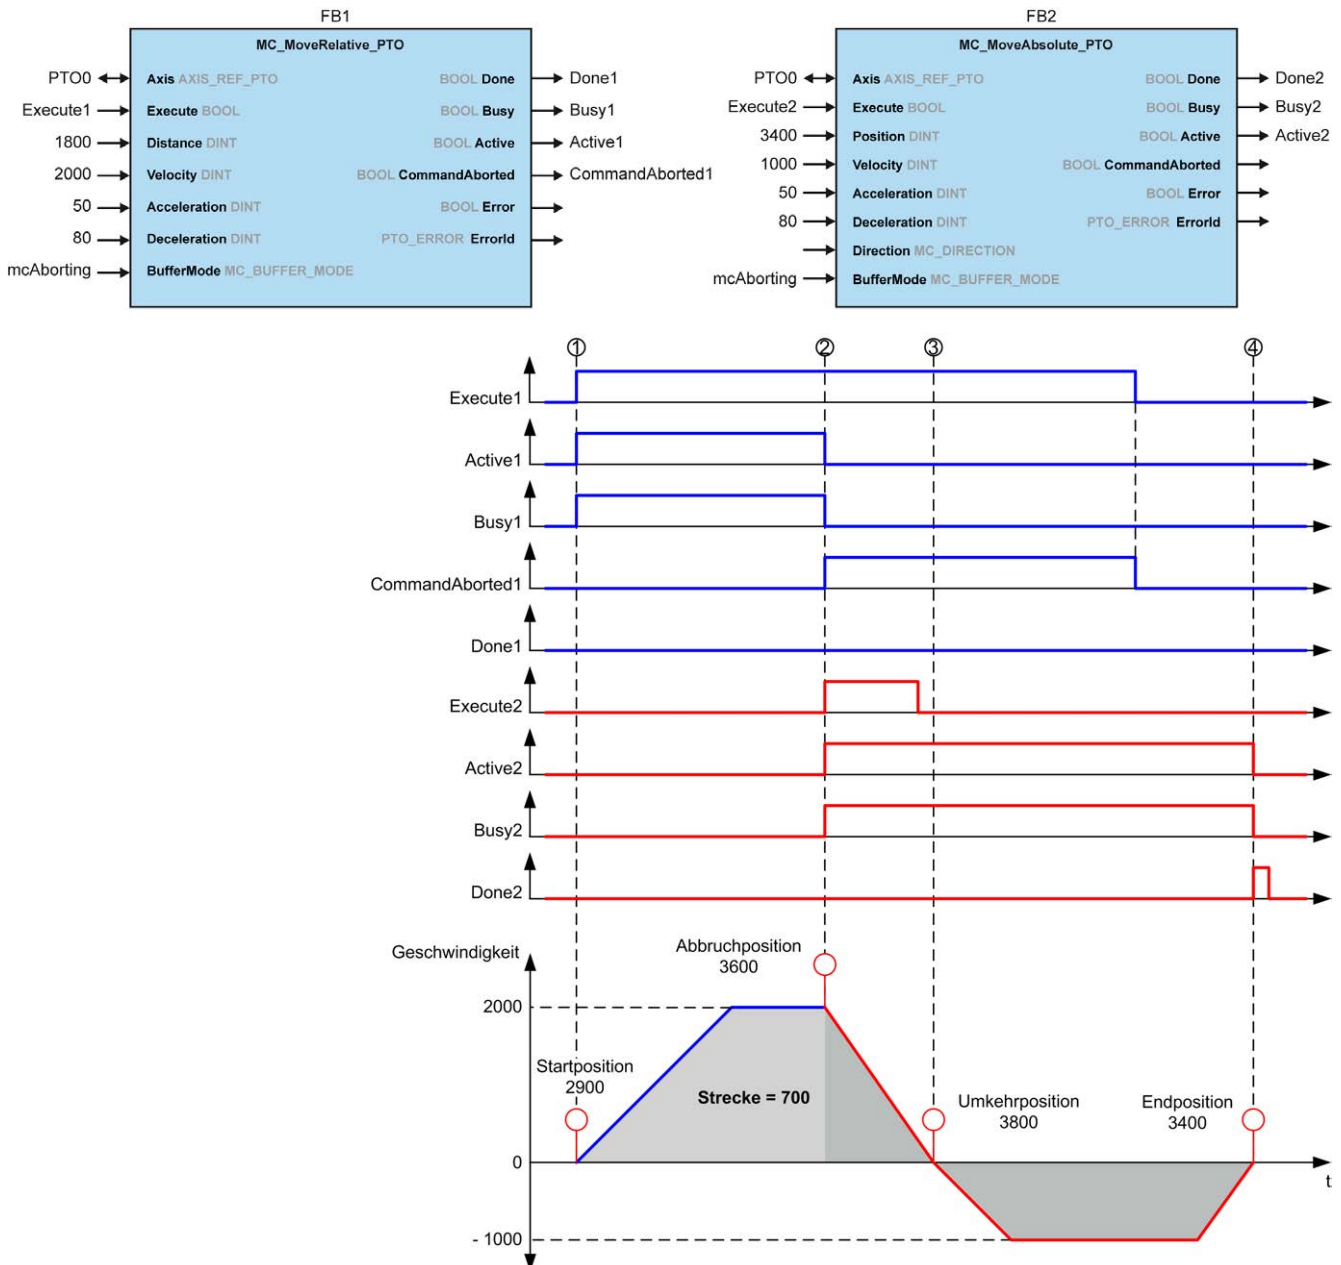 FB1
MC_MoveRelative_PTO
PTO0 Axis AXIS_REF_PTO BOOL Done Done1
Execute1 Execute BOOL BOOL Busy Busy1
1800 Distance DINT BOOL Active Active1
2000 Velocity DINT BOOL CommandAborted CommandAborted1
50 Acceleration DINT BOOL Error
80 Deceleration DINT PTO_ERROR ErrorId
mcAborting BufferMode MC_BUFFER_MODE
FB2
MC_MoveAbsolute_PTO
PTO0 Axis AXIS_REF_PTO BOOL Done Done2
Execute2 Execute BOOL BOOL Busy Busy2
3400 Position DINT BOOL Active Active2
1000 Velocity DINT BOOL CommandAborted
50 Acceleration DINT BOOL Error
80 Deceleration DINT PTO_ERROR ErrorId
Direction MC_DIRECTION
mcAborting BufferMode MC_BUFFER_MODE
① ② ③ ④
Execute1
Active1
Busy1
CommandAborted1
Done1
Execute2
Active2
Busy2
Done2
Geschwindigkeit
Abbruchposition
3600
2000
Startposition
2900
Strecke = 700
Umkehrposition
3800
Endposition
3400
0
t
- 1000